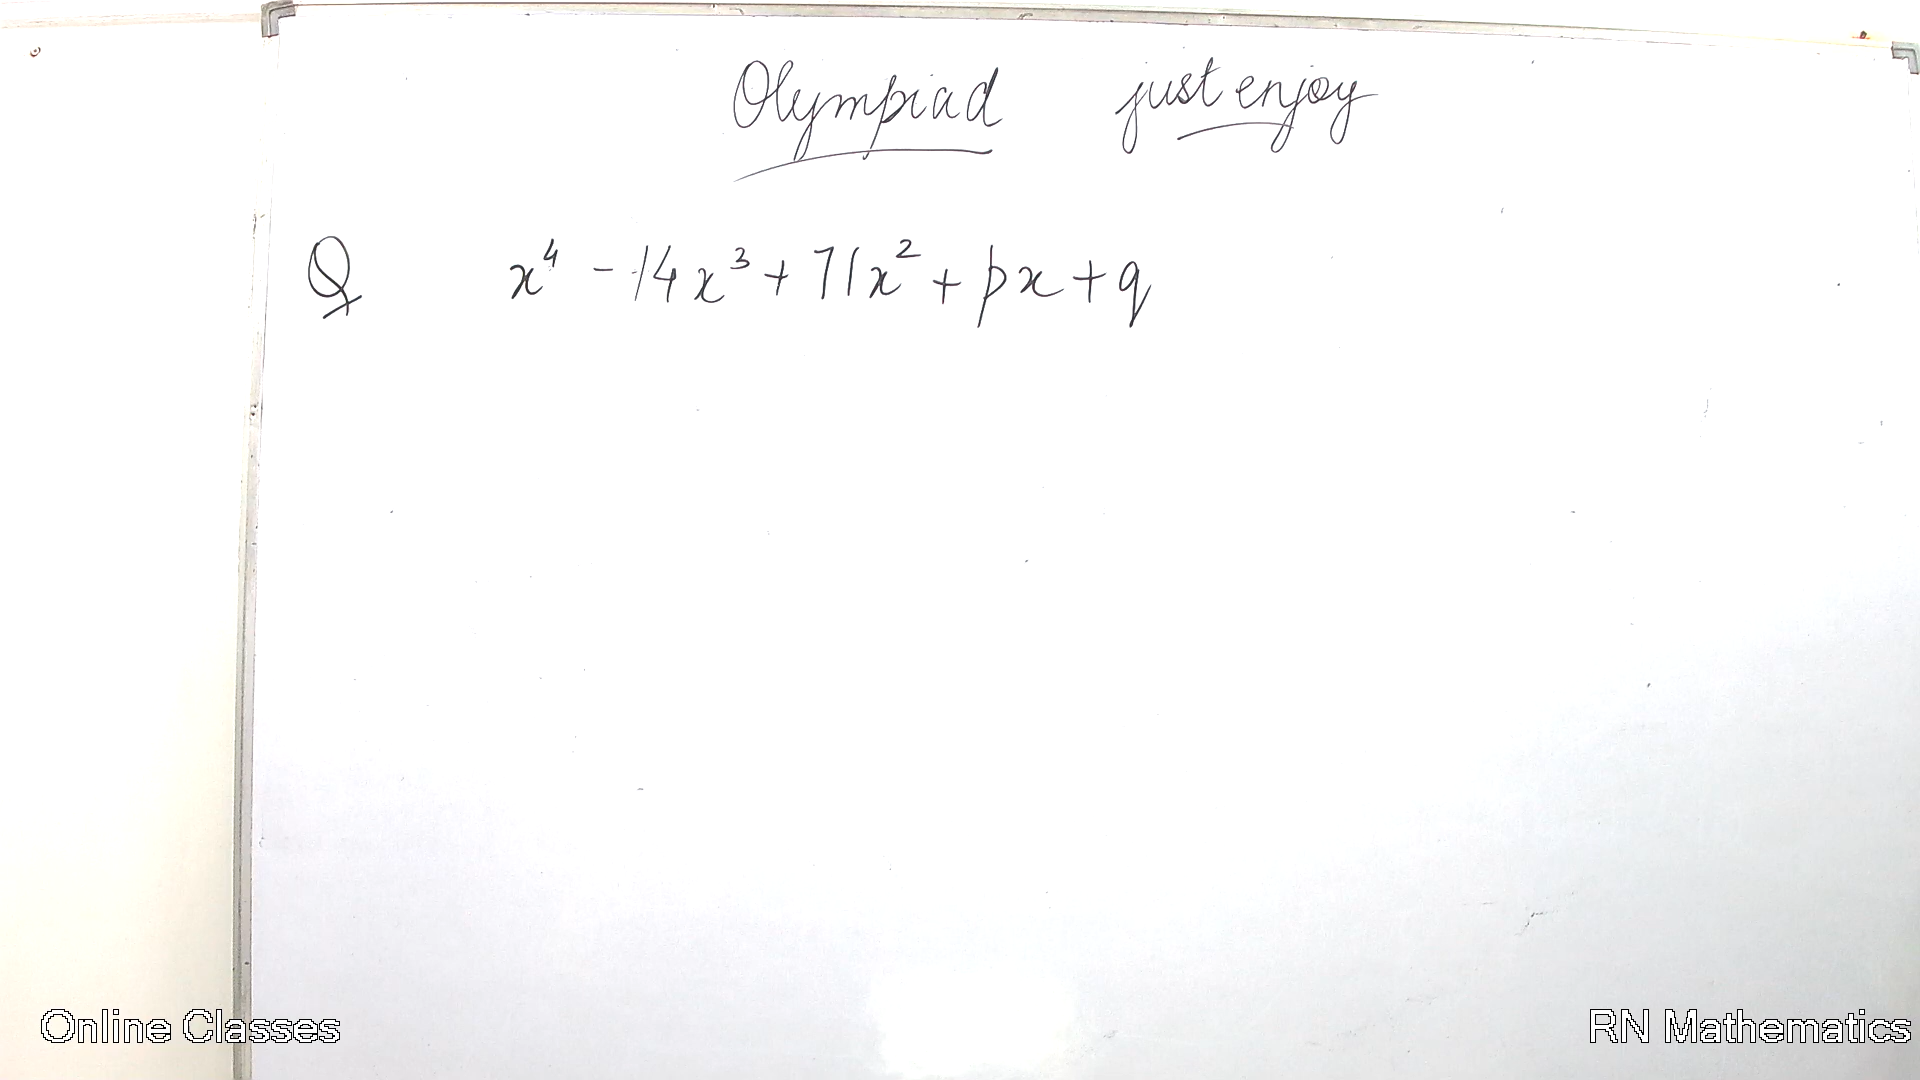 Olympiad just enjoy
Q x⁴ - 14x³ + 71x² + px + q
Online Classes
RN Mathematics